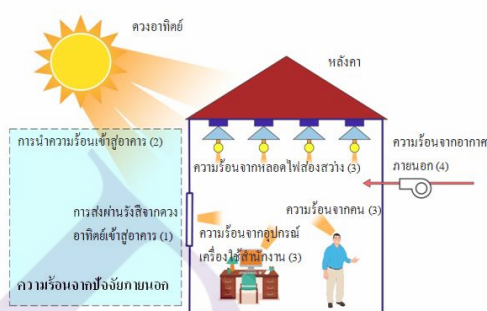 ดวงอาทิตย์
หลังคา
การนำความร้อนเข้าสู่อาคาร (2)
ความร้อนจากหลอดไฟส่องสว่าง (3)
ความร้อนจากอากาศ
ภายนอก (4)
การส่งผ่านรังสีจากดวง
อาทิตย์เข้าสู่อาคาร (1)
ความร้อนจากคน (3)
ความร้อนจากอุปกรณ์
เครื่องใช้สำนักงาน (3)
ความร้อนจากปัจจัยภายนอก